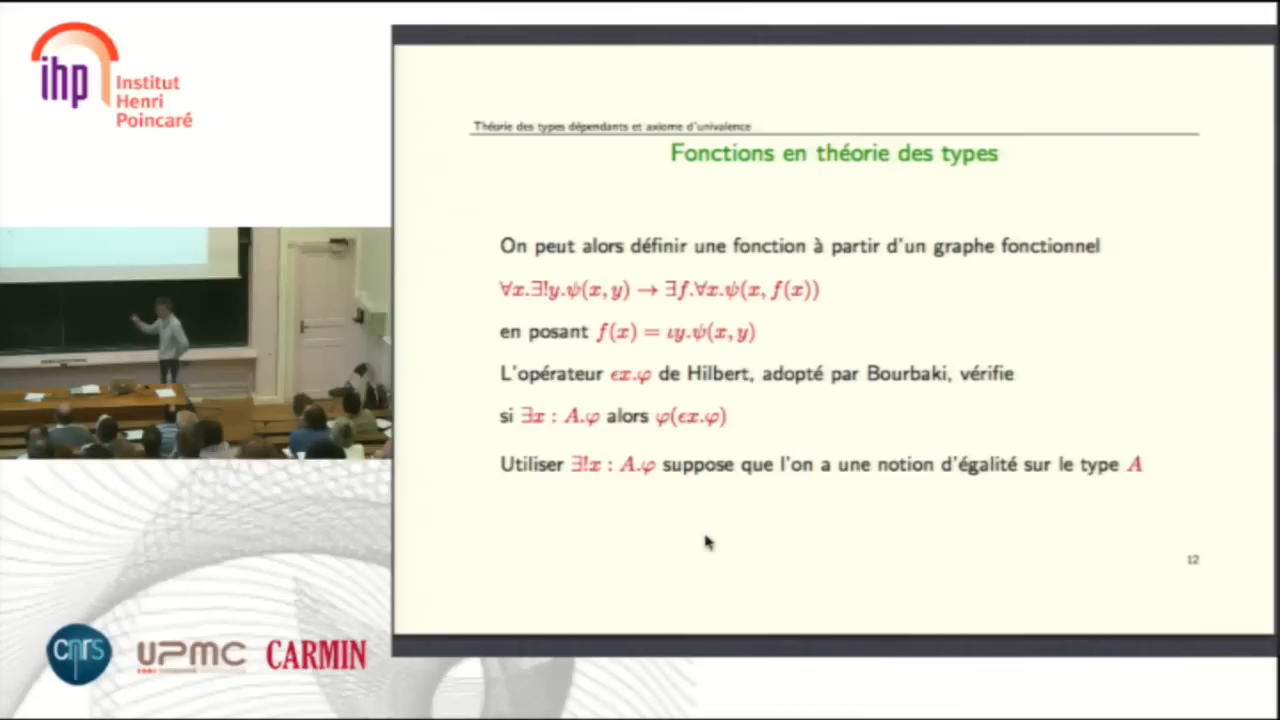 ihp
Institut
Henri
Poincaré
Théorie des types dépendants et axiome d'univalence
Fonctions en théorie des types
On peut alors définir une fonction à partir d'un graphe fonctionnel
∀x.∃!y.ψ(x, y) → ∃f.∀x.ψ(x, f(x))
en posant f(x) = ιy.ψ(x, y)
L'opérateur ϵx.φ de Hilbert, adopté par Bourbaki, vérifie
si ∃x : A.φ alors φ(ϵx.φ)
Utiliser ∃!x : A.φ suppose que l'on a une notion d'égalité sur le type A
12
cnrs
UPMC
CARMIN